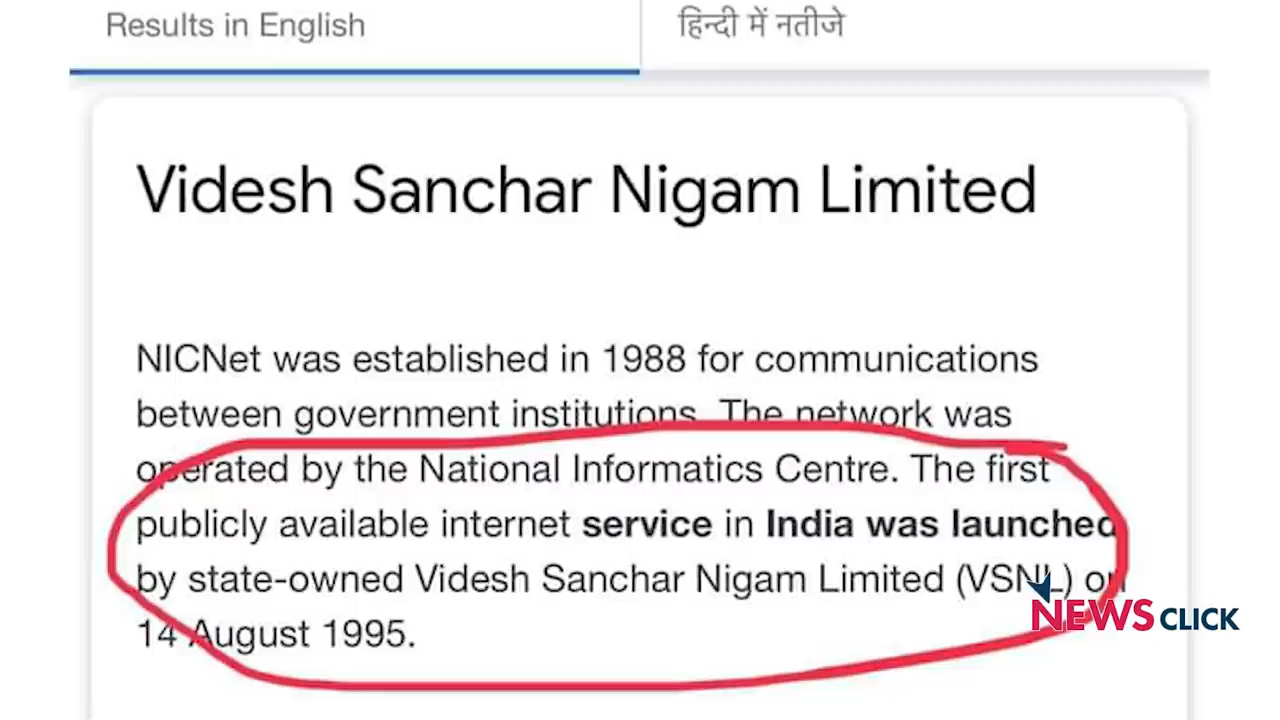 Results in English
हिन्दी में नतीजे
Videsh Sanchar Nigam Limited
NICNet was established in 1988 for communications
between government institutions. The network was
operated by the National Informatics Centre. The first
publicly available internet service in India was launched
by state-owned Videsh Sanchar Nigam Limited (VSNL) on
14 August 1995.
NEWSCLICK